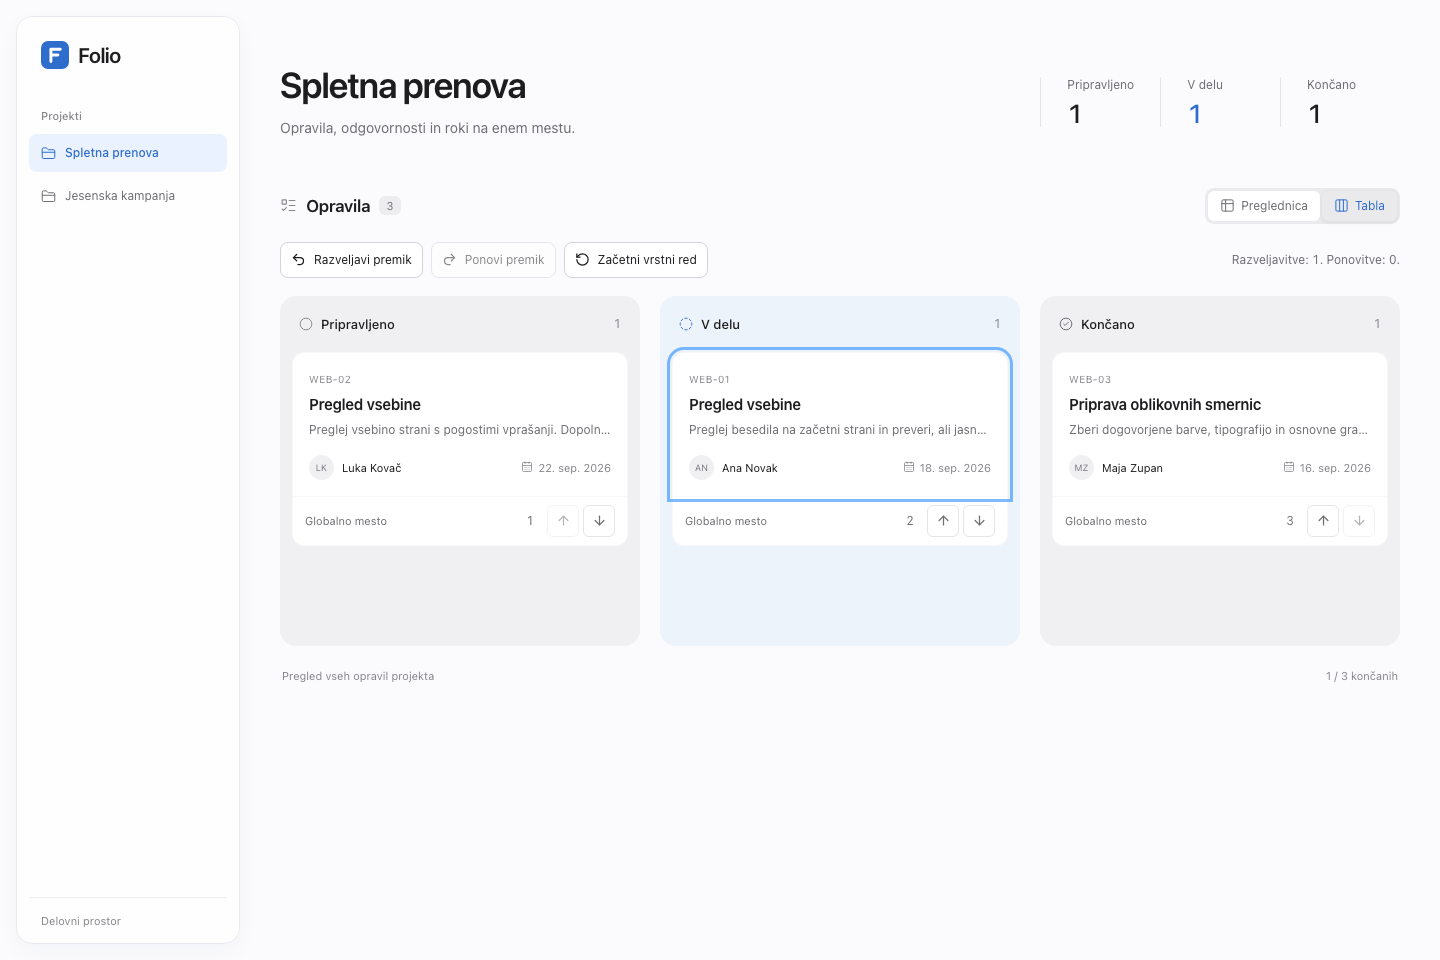 Folio
Projekti
Spletna prenova
Jesenska kampanja
Delovni prostor
Spletna prenova
Opravila, odgovornosti in roki na enem mestu.
Pripravljeno
1
V delu
1
Končano
1
Opravila 3
Preglednica
Tabla
Razveljavi premik
Ponovi premik
Začetni vrstni red
Razveljavitve: 1. Ponovitve: 0.
Pripravljeno 1
WEB-02
Pregled vsebine
Preglej vsebino strani s pogostimi vprašanji. Dopoln...
LK Luka Kovač 22. sep. 2026
Globalno mesto 1
V delu 1
WEB-01
Pregled vsebine
Preglej besedila na začetni strani in preveri, ali jasn...
AN Ana Novak 18. sep. 2026
Globalno mesto 2
Končano 1
WEB-03
Priprava oblikovnih smernic
Zberi dogovorjene barve, tipografijo in osnovne gra...
MZ Maja Zupan 16. sep. 2026
Globalno mesto 3
Pregled vseh opravil projekta
1 / 3 končanih